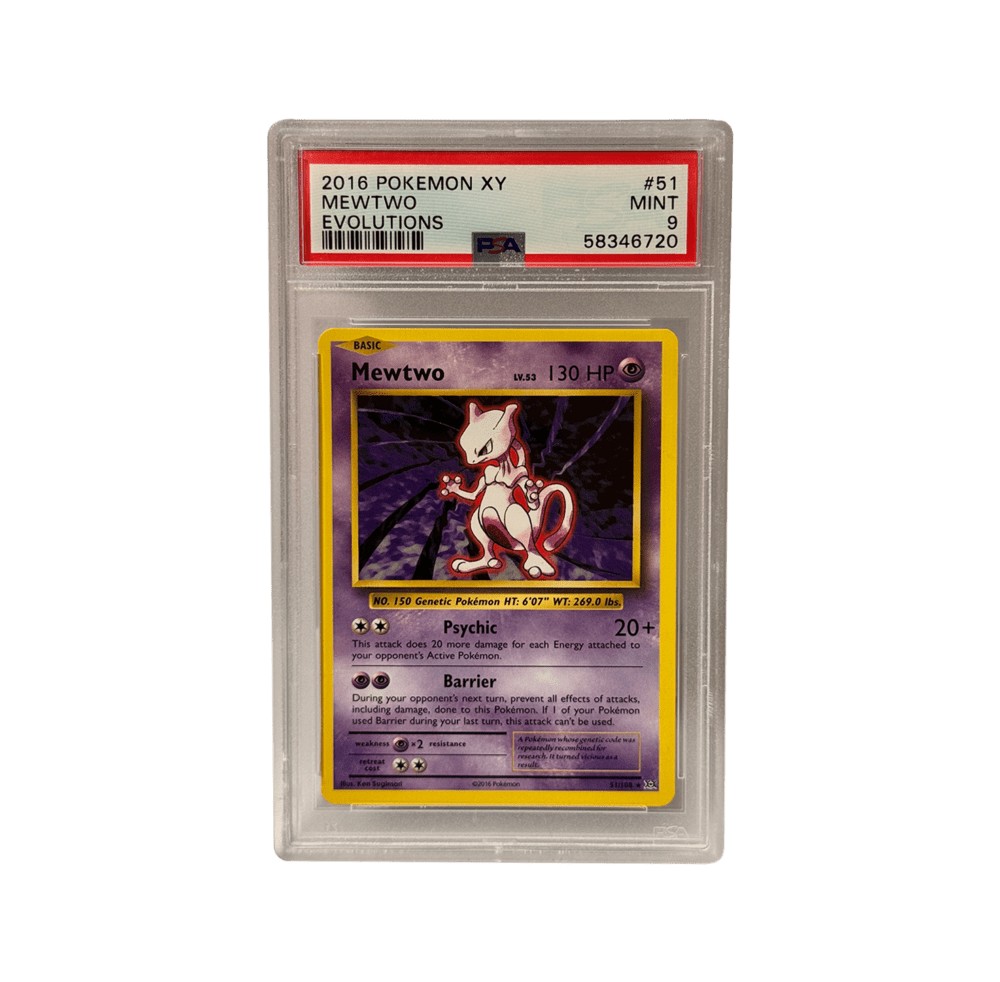 2016 POKEMON XY #51
MEWTWO MINT
EVOLUTIONS 9
PSA 58346720
BASIC
Mewtwo LV.53 130 HP
NO. 150 Genetic Pokémon HT: 6'07" WT: 269.0 lbs.
Psychic 20+
This attack does 20 more damage for each Energy attached to
your opponent's Active Pokémon.
Barrier
During your opponent's next turn, prevent all effects of attacks,
including damage, done to this Pokémon. If 1 of your Pokémon
used Barrier during your last turn, this attack can't be used.
weakness ×2 resistance
retreat
cost
A Pokémon whose genetic code was
repeatedly recombined for
research. It turned vicious as a
result.
Illus. Ken Sugimori ©2016 Pokémon 51/108
PSA